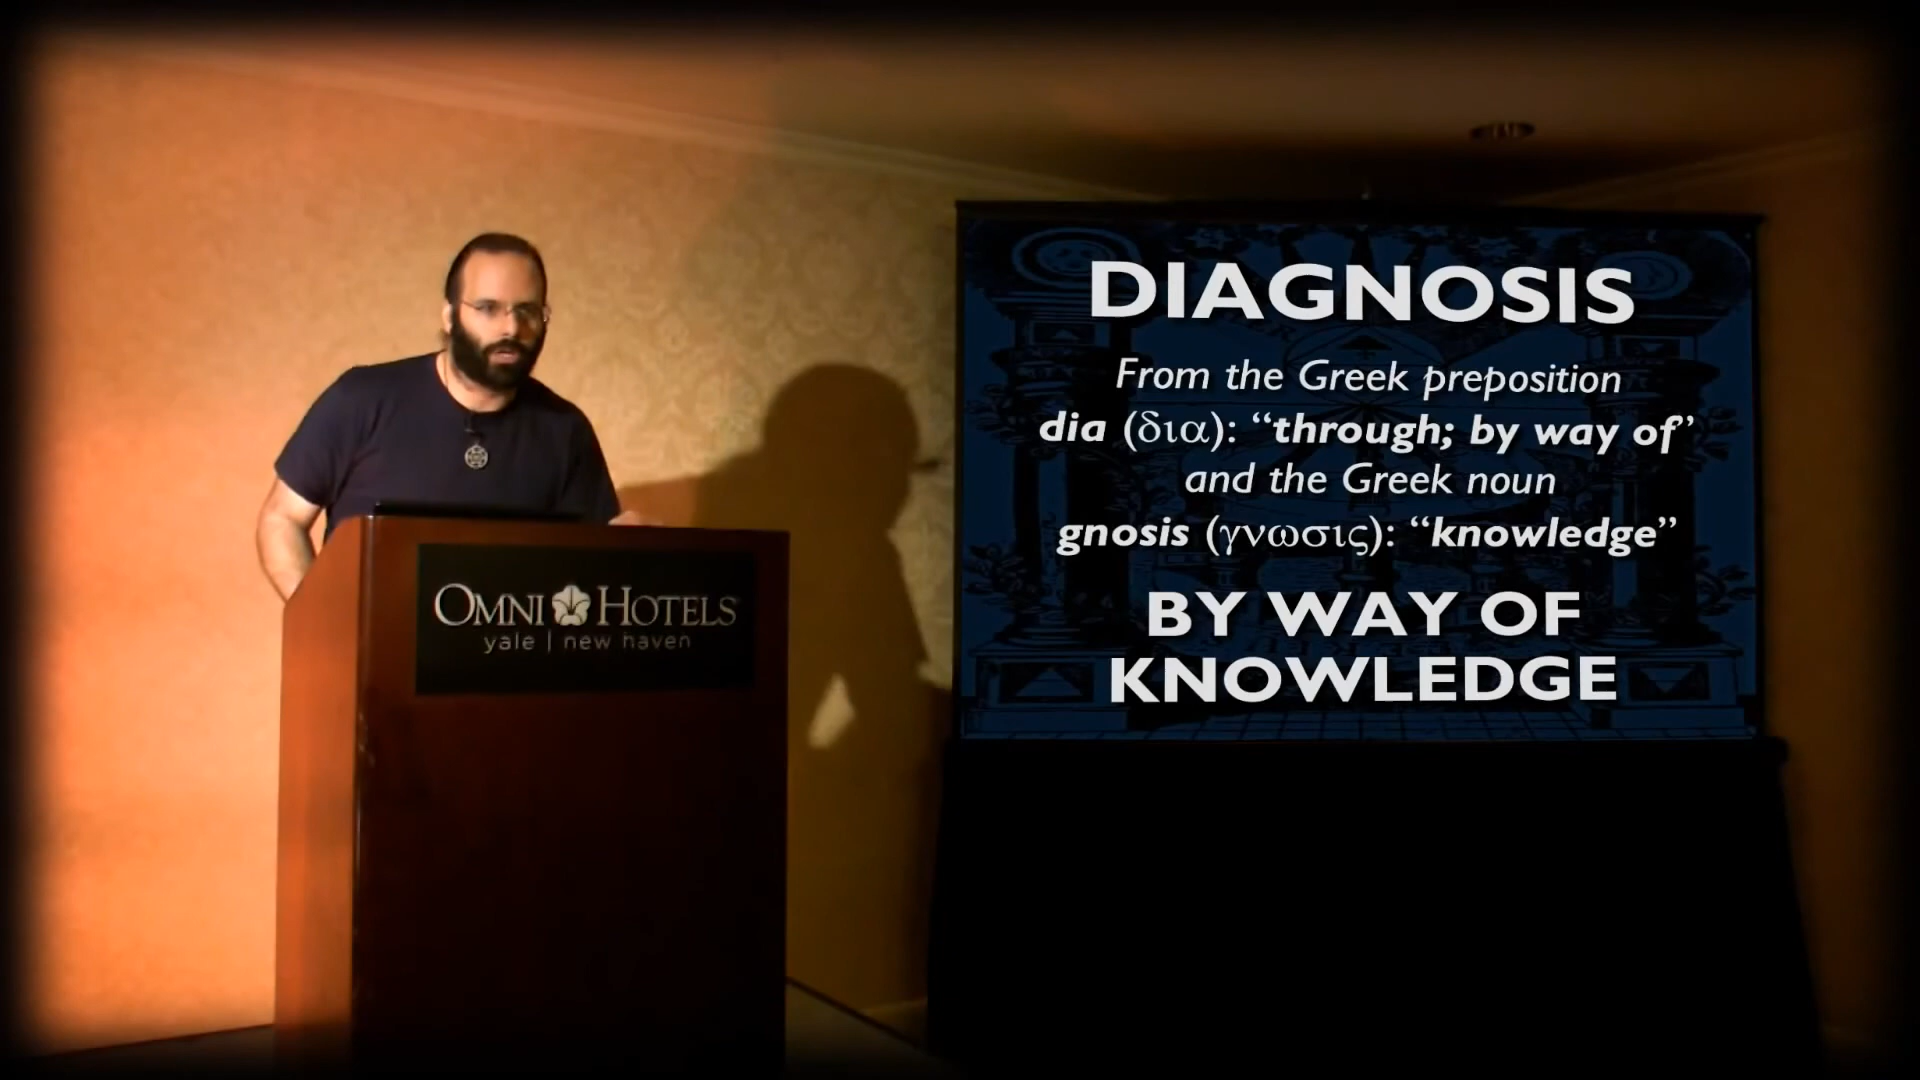 OMNI HOTELS
yale | new haven
DIAGNOSIS
From the Greek preposition
dia (δια): “through; by way of”
and the Greek noun
gnosis (γνωσις): “knowledge”
BY WAY OF
KNOWLEDGE